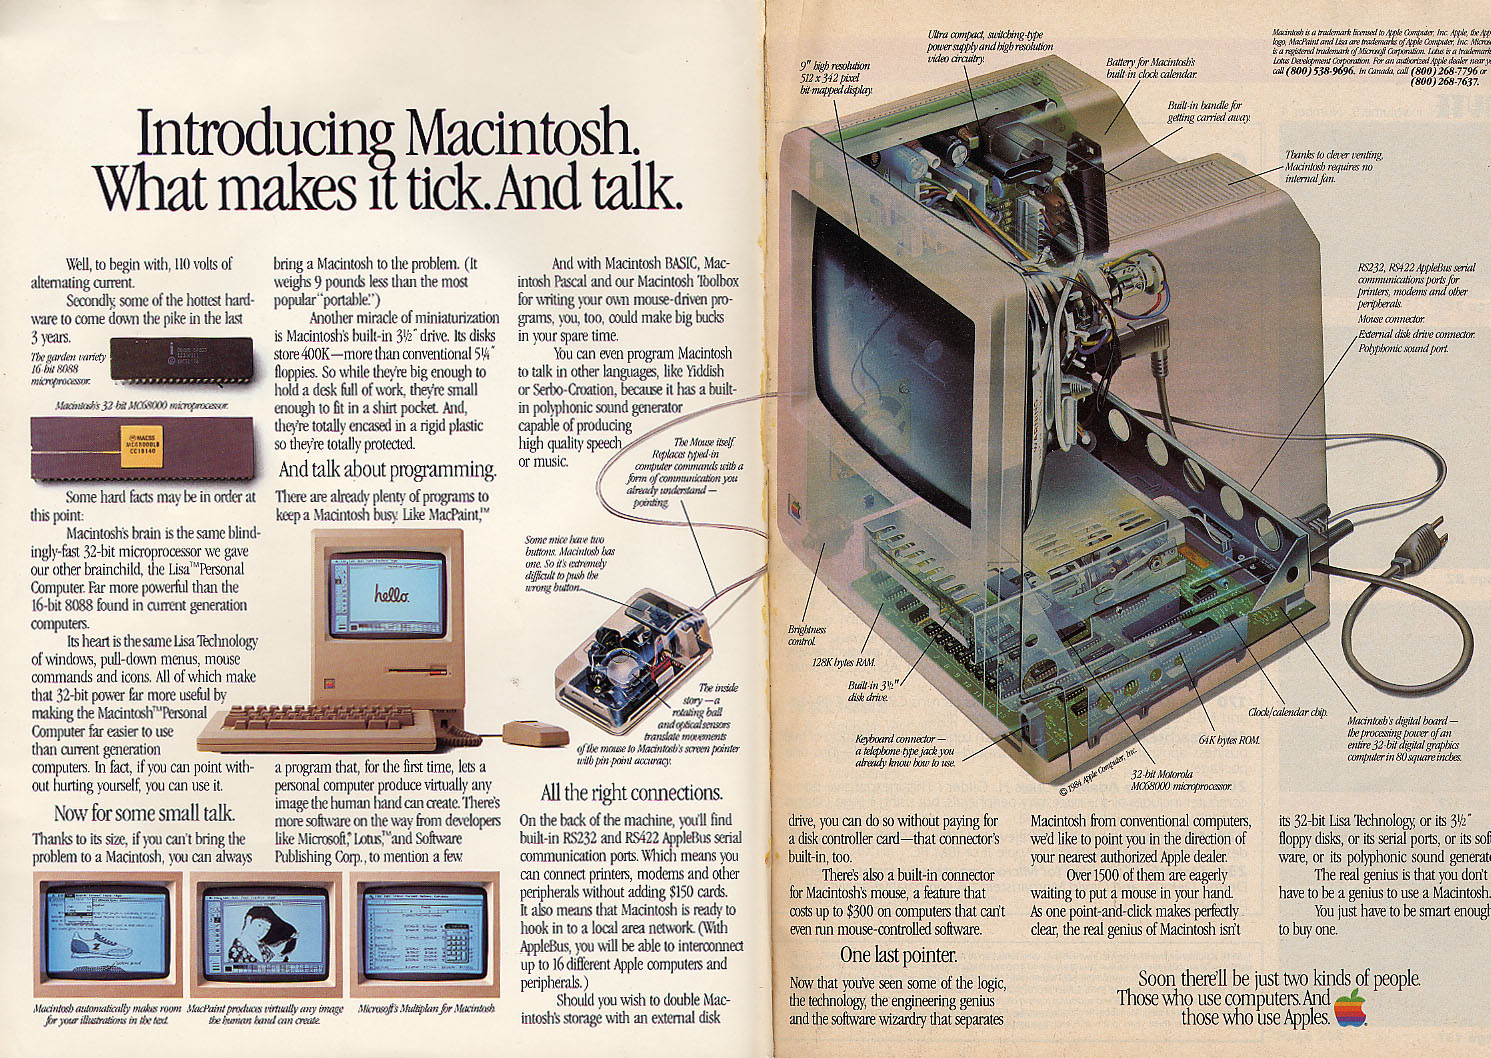 Introducing Macintosh.
What makes it tick. And talk.
Well, to begin with, 110 volts of
alternating current.
Secondly, some of the hottest hard-
ware to come down the pike in the last
3 years.
The garden variety
16-bit 8088
microprocessor.
Macintosh's 32-bit MC68000 microprocessor.
MC68000L8
Some hard facts may be in order at
this point:
Macintosh's brain is the same blind-
ingly-fast 32-bit microprocessor we gave
our other brainchild, the Lisa™ Personal
Computer. Far more powerful than the
16-bit 8088 found in current generation
computers.
Its heart is the same Lisa Technology
of windows, pull-down menus, mouse
commands and icons. All of which make
that 32-bit power far more useful by
making the Macintosh™ Personal
Computer far easier to use
than current generation
computers. In fact, if you can point with-
out hurting yourself, you can use it.
Now for some small talk.
Thanks to its size, if you can't bring the
problem to a Macintosh, you can always
bring a Macintosh to the problem. (It
weighs 9 pounds less than the most
popular "portable.")
Another miracle of miniaturization
is Macintosh's built-in 3½" drive. Its disks
store 400K—more than conventional 5¼"
floppies. So while they're big enough to
hold a desk full of work, they're small
enough to fit in a shirt pocket. And,
they're totally encased in a rigid plastic
so they're totally protected.
And talk about programming.
There are already plenty of programs to
keep a Macintosh busy. Like MacPaint,™
hello.
a program that, for the first time, lets a
personal computer produce virtually any
image the human hand can create. There's
more software on the way from developers
like Microsoft,® Lotus,™ and Software
Publishing Corp., to mention a few.
Macintosh automatically makes room
for your illustrations in the text.
MacPaint produces virtually any image
the human hand can create.
Microsoft's Multiplan for Macintosh.
And with Macintosh BASIC, Mac-
intosh Pascal and our Macintosh Toolbox
for writing your own mouse-driven pro-
grams, you, too, could make big bucks
in your spare time.
You can even program Macintosh
to talk in other languages, like Yiddish
or Serbo-Croation, because it has a built-
in polyphonic sound generator
capable of producing
high quality speech
or music.
The Mouse itself.
Replaces typed-in
computer commands with a
form of communication you
already understand —
pointing.
Some mice have two
buttons. Macintosh has
one. So it's extremely
difficult to push the
wrong button.
The inside
story — a
rotating ball
and optical sensors
translate movements
of the mouse to Macintosh's screen pointer
with pin-point accuracy.
All the right connections.
On the back of the machine, you'll find
built-in RS232 and RS422 AppleBus serial
communication ports. Which means you
can connect printers, modems and other
peripherals without adding $150 cards.
It also means that Macintosh is ready to
hook in to a local area network. (With
AppleBus, you will be able to interconnect
up to 16 different Apple computers and
peripherals.)
Should you wish to double Mac-
intosh's storage with an external disk
9" high resolution
512 x 342 pixel
bit-mapped display.
Ultra compact, switching-type
power supply and high resolution
video circuitry.
Battery for Macintosh's
built-in clock calendar.
Built-in handle for
getting carried away.
Macintosh is a trademark licensed to Apple Computer, Inc. Apple, the App
logo, MacPaint and Lisa are trademarks of Apple Computer, Inc. Micros
is a registered trademark of Microsoft Corporation. Lotus is a trademark
Lotus Development Corporation. For an authorized Apple dealer near y
call (800) 538-9696. In Canada, call (800) 268-7796 or
(800) 268-7637.
Thanks to clever venting,
Macintosh requires no
internal fan.
RS232, RS422 AppleBus serial
communications ports for
printers, modems and other
peripherals.
Mouse connector.
External disk drive connector.
Polyphonic sound port.
WARNING
Brightness
control.
128K bytes RAM.
Built-in 3½"
disk drive.
Keyboard connector —
a telephone-type jack you
already know how to use.
© 1984 Apple Computer, Inc.
32-bit Motorola
MC68000 microprocessor.
64K bytes ROM.
Clock/calendar chip.
Macintosh's digital board —
the processing power of an
entire 32-bit digital graphics
computer in 80 square inches.
drive, you can do so without paying for
a disk controller card—that connector's
built-in, too.
There's also a built-in connector
for Macintosh's mouse, a feature that
costs up to $300 on computers that can't
even run mouse-controlled software.
One last pointer.
Now that you've seen some of the logic,
the technology, the engineering genius
and the software wizardry that separates
Macintosh from conventional computers,
we'd like to point you in the direction of
your nearest authorized Apple dealer.
Over 1500 of them are eagerly
waiting to put a mouse in your hand.
As one point-and-click makes perfectly
clear, the real genius of Macintosh isn't
its 32-bit Lisa Technology, or its 3½"
floppy disks, or its serial ports, or its soft
ware, or its polyphonic sound generat
The real genius is that you don't
have to be a genius to use a Macintosh.
You just have to be smart enough
to buy one.
Soon there'll be just two kinds of people.
Those who use computers. And
those who use Apples.